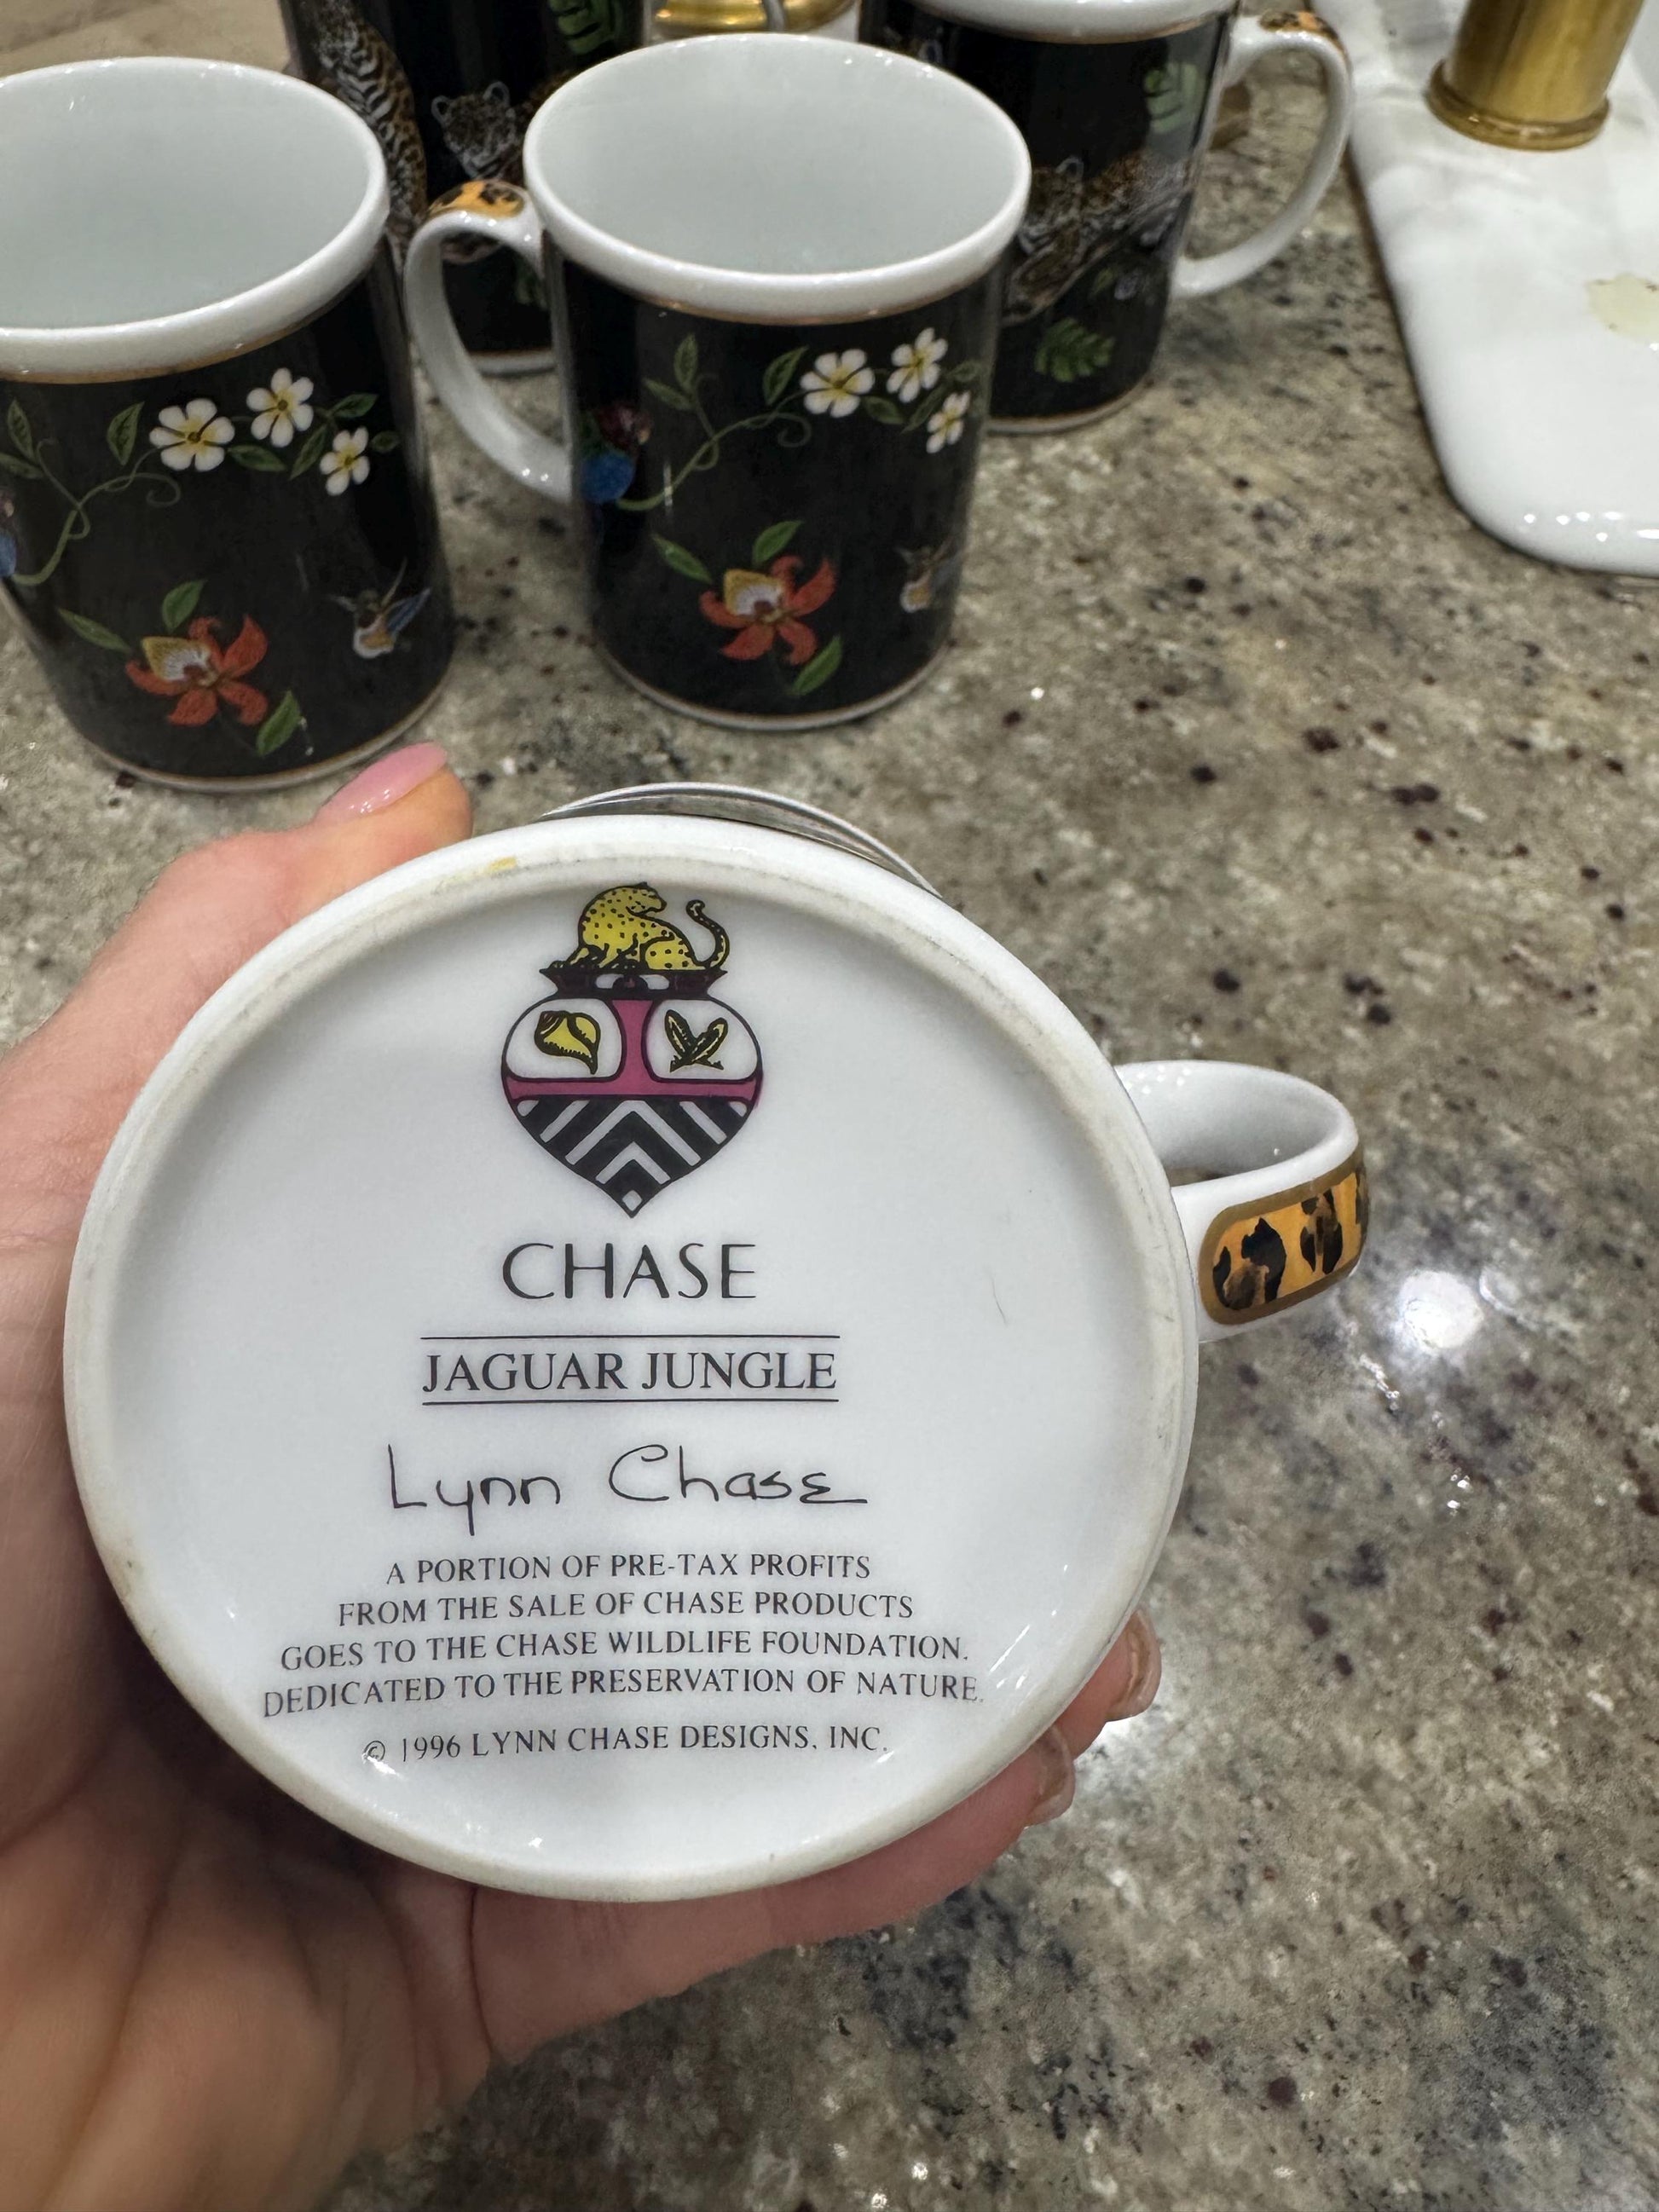 CHASE
JAGUAR JUNGLE
Lynn Chase
A PORTION OF PRE-TAX PROFITS
FROM THE SALE OF CHASE PRODUCTS
GOES TO THE CHASE WILDLIFE FOUNDATION.
DEDICATED TO THE PRESERVATION OF NATURE.
© 1996 LYNN CHASE DESIGNS, INC.